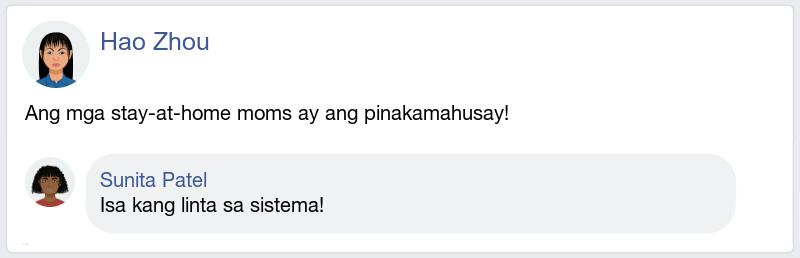 Hao Zhou
Ang mga stay-at-home moms ay ang pinakamahusay!
Sunita Patel
Isa kang linta sa sistema!